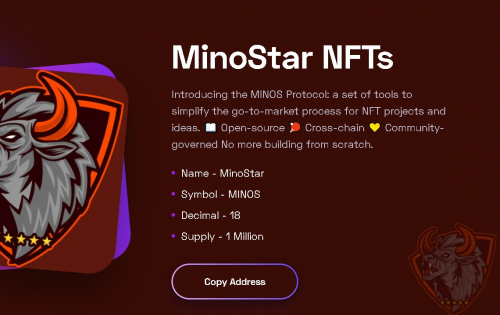 MinoStar NFTs
Introducing the MINOS Protocol: a set of tools to
simplify the go-to-market process for NFT projects and
ideas. 📖 Open-source 🏓 Cross-chain 💛 Community-
governed No more building from scratch.
Name - MinoStar
Symbol - MINOS
Decimal - 18
Supply - 1 Million
Copy Address